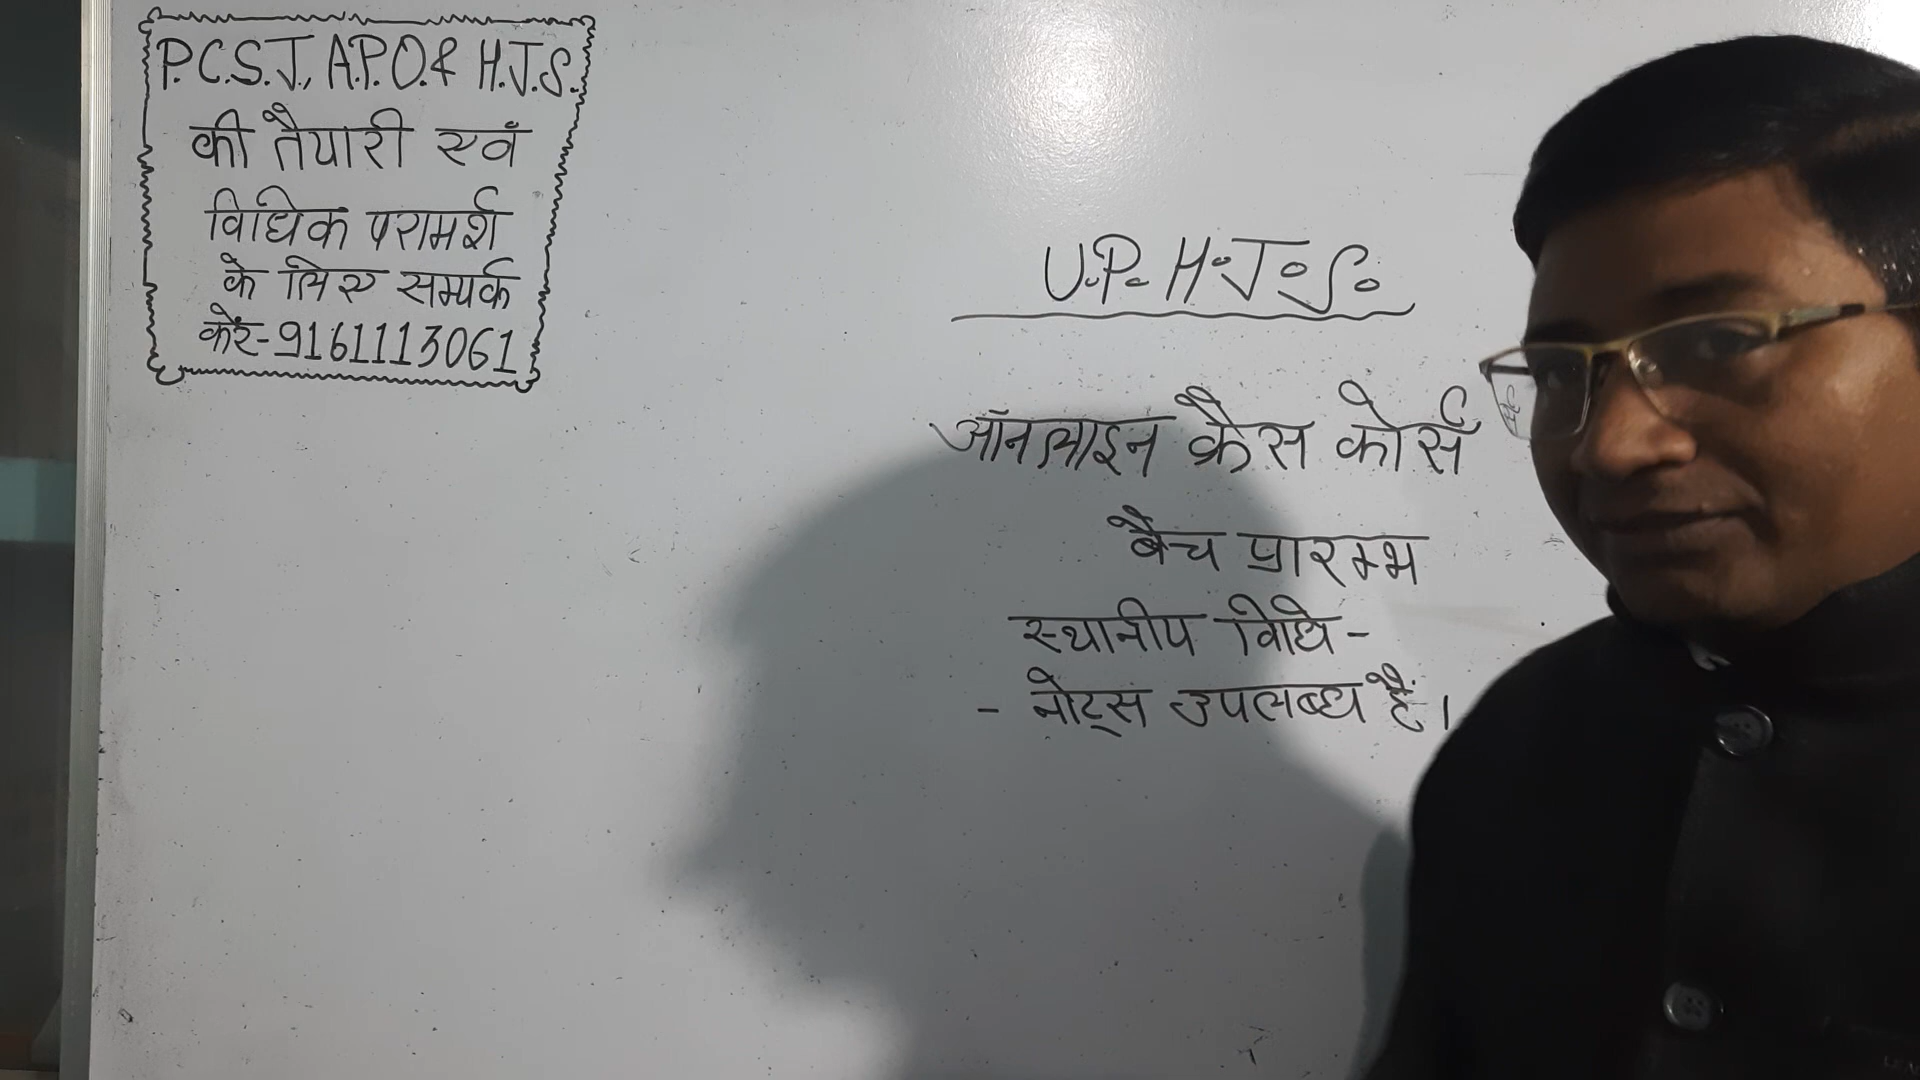 P.C.S.J., A.P.O. & H.J.S.
की तैयारी एवं
विधिक परामर्श
के लिए सम्पर्क
करें-9161113061
U.P. H.J.S.
ऑनलाइन क्रैस कोर्स
बैच प्रारम्भ
स्थानीय विधि-
- नोट्स उपलब्ध हैं।